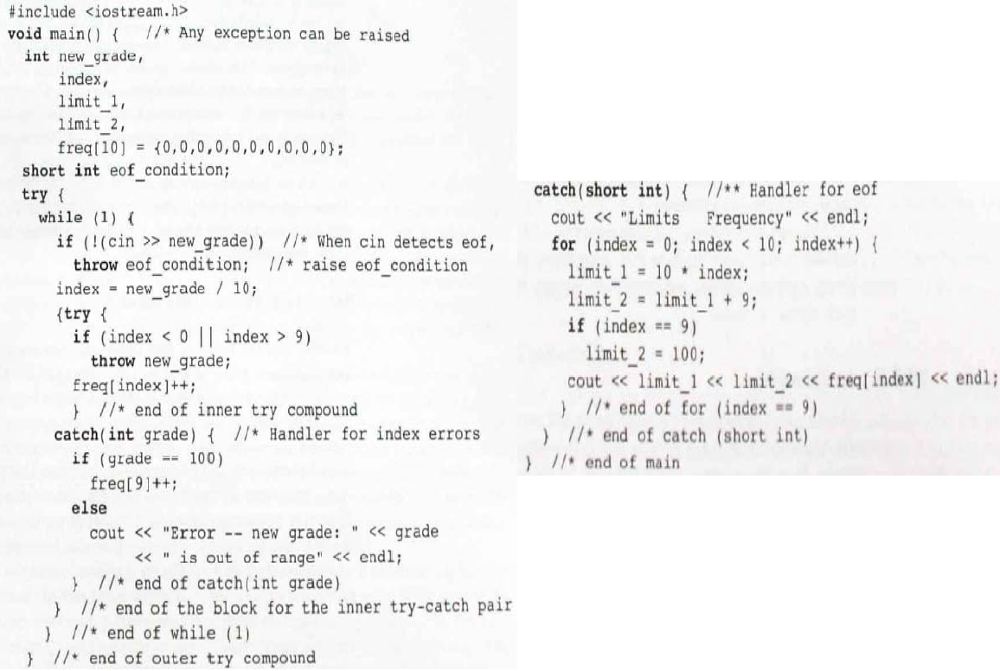 #include <iostream.h>
void main() {    //* Any exception can be raised
  int new_grade,
      index,
      limit_1,
      limit_2,
      freq[10] = {0,0,0,0,0,0,0,0,0,0};
  short int eof_condition;
  try {
    while (1) {
      if (!(cin >> new_grade))  //* When cin detects eof,
        throw eof_condition;  //* raise eof_condition
      index = new_grade / 10;
      {try {
        if (index < 0 || index > 9)
          throw new_grade;
        freq[index]++;
        }  //* end of inner try compound
      catch(int grade) {  //* Handler for index errors
        if (grade == 100)
          freq[9]++;
        else
          cout << "Error -- new grade: " << grade
               << " is out of range" << endl;
        }  //* end of catch(int grade)
      }  //* end of the block for the inner try-catch pair
    }  //* end of while (1)
  }  //* end of outer try compound
catch(short int) {  //** Handler for eof
  cout << "Limits   Frequency" << endl;
  for (index = 0; index < 10; index++) {
    limit_1 = 10 * index;
    limit_2 = limit_1 + 9;
    if (index == 9)
      limit_2 = 100;
    cout << limit_1 << limit_2 << freq[index] << endl;
    }  //* end of for (index == 9)
  }  //* end of catch (short int)
}  //* end of main